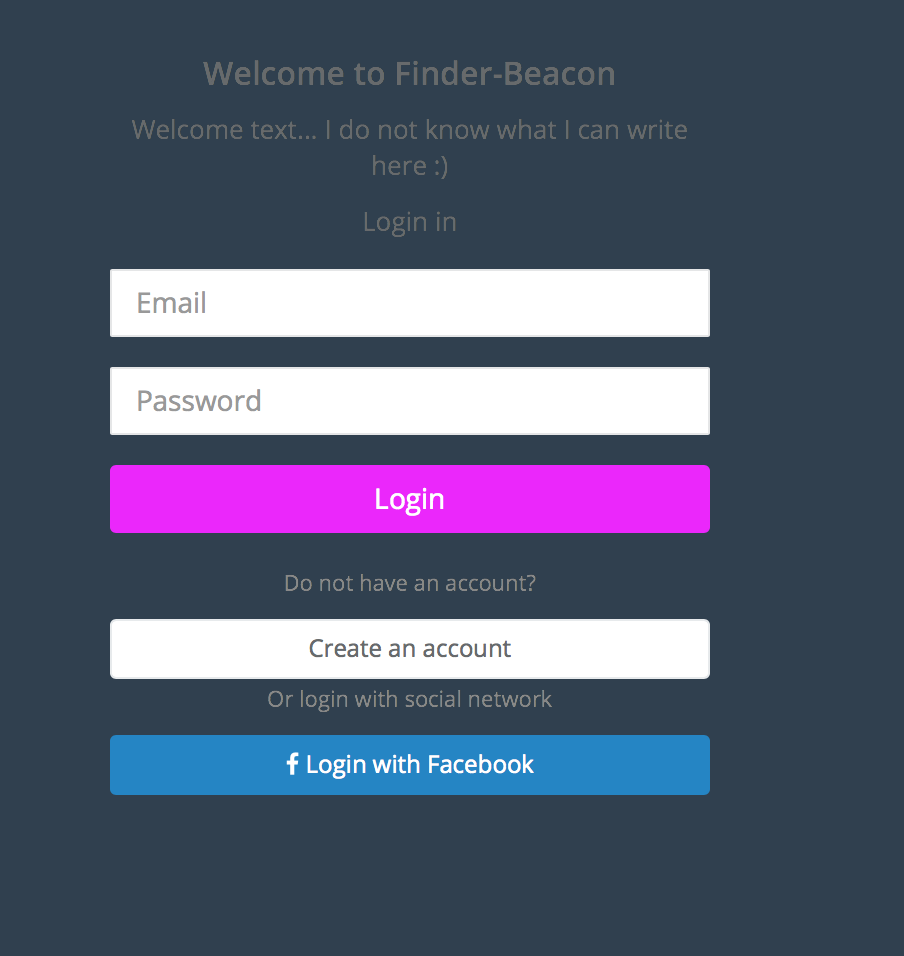 Welcome to Finder-Beacon
Welcome text... I do not know what I can write
here :)
Login in
Email
Password
Login
Do not have an account?
Create an account
Or login with social network
Login with Facebook